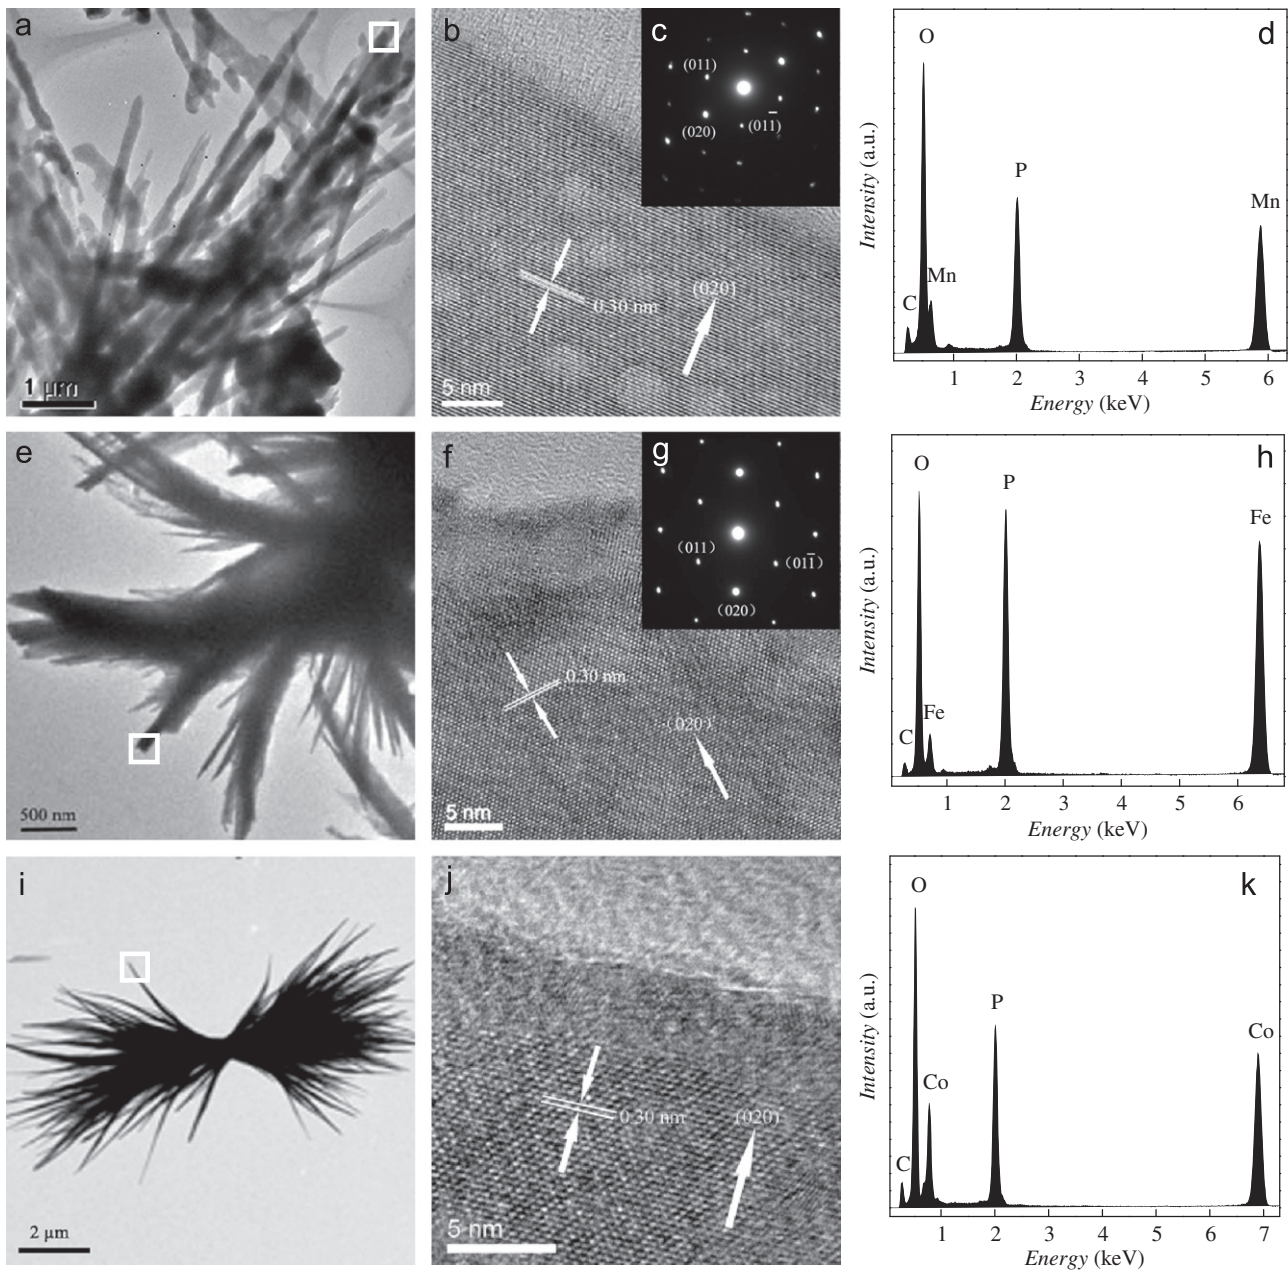 a
1 μm
b
0.30 nm
(020)
5 nm
c
(011)
(020)
(01̅1̅)
d
O
Mn
C
P
Mn
Intensity (a.u.)
1 2 3 4 5 6
Energy (keV)
e
500 nm
f
0.30 nm
(020)
5 nm
g
(011)
(011̅)
(020)
h
O
Fe
C
P
Fe
Intensity (a.u.)
1 2 3 4 5 6
Energy (keV)
i
2 μm
j
0.30 nm
(020)
5 nm
k
O
Co
C
P
Co
Intensity (a.u.)
1 2 3 4 5 6 7
Energy (keV)